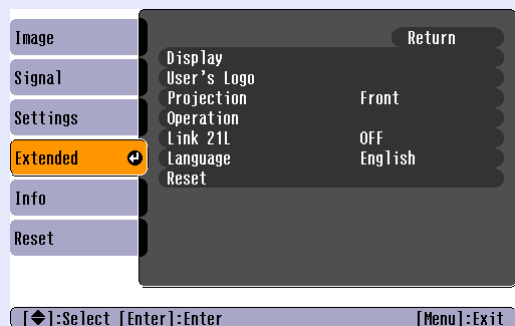 Image
Signal
Settings
Extended
Info
Reset
Return
Display
User's Logo
Projection Front
Operation
Link 21L OFF
Language English
Reset
[◆]:Select [Enter]:Enter [Menu]:Exit